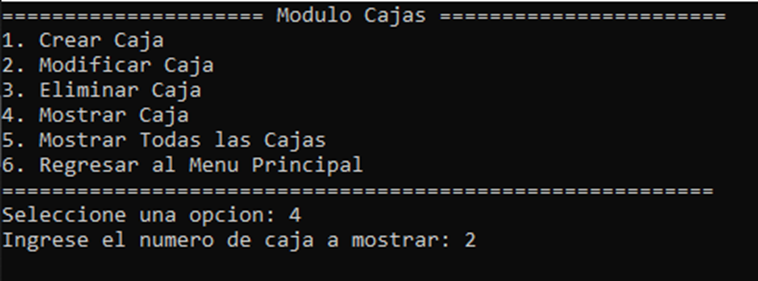 ===================== Modulo Cajas =======================
1. Crear Caja
2. Modificar Caja
3. Eliminar Caja
4. Mostrar Caja
5. Mostrar Todas las Cajas
6. Regresar al Menu Principal
=========================================================
Seleccione una opcion: 4
Ingrese el numero de caja a mostrar: 2